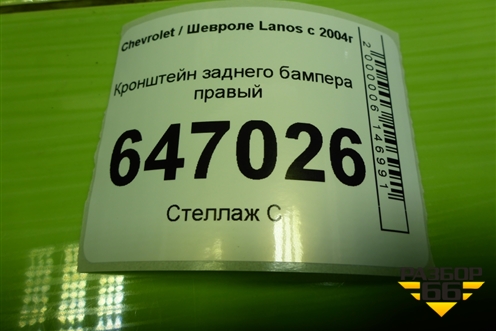 Chevrolet / Шевроле Lanos с 2004г
Кронштейн заднего бампера
правый
647026
Стеллаж С
2000006146991
РАЗБОР
66